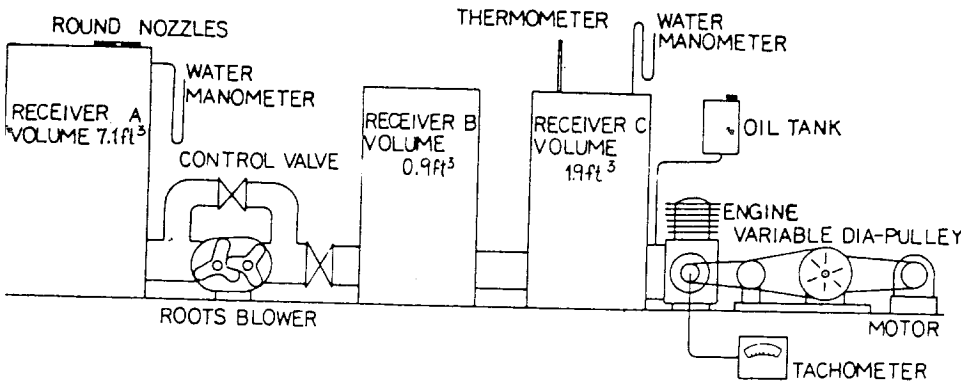 ROUND NOZZLES
THERMOMETER
WATER
MANOMETER
WATER
MANOMETER
RECEIVER A
VOLUME 7.1ft³
RECEIVER B
VOLUME
0.9ft³
RECEIVER C
VOLUME
1.9ft³
OIL TANK
CONTROL VALVE
ENGINE
VARIABLE DIA-PULLEY
ROOTS BLOWER
MOTOR
TACHOMETER